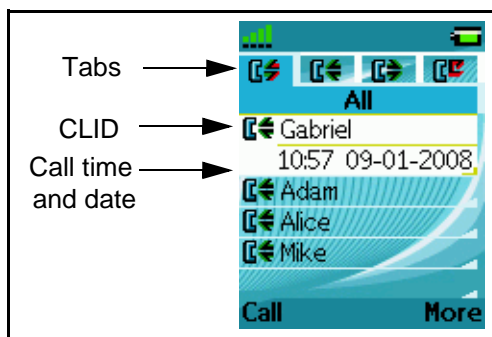 Tabs
All
CLID
Gabriel
Call time
and date
10:57 09-01-2008
Adam
Alice
Mike
Call More